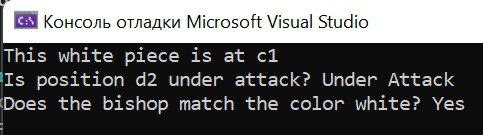 Консоль отладки Microsoft Visual Studio
This white piece is at c1
Is position d2 under attack? Under Attack
Does the bishop match the color white? Yes